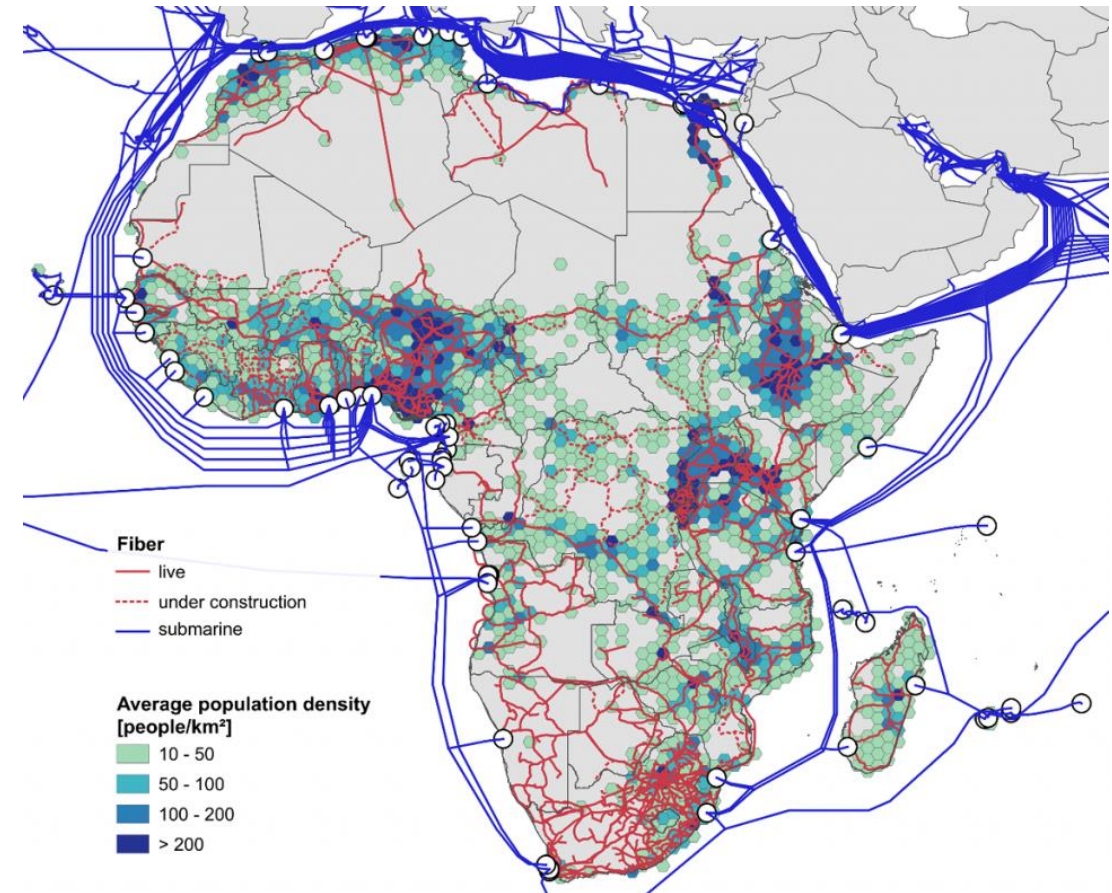 Fiber
live
under construction
submarine
Average population density
[people/km²]
10 - 50
50 - 100
100 - 200
> 200